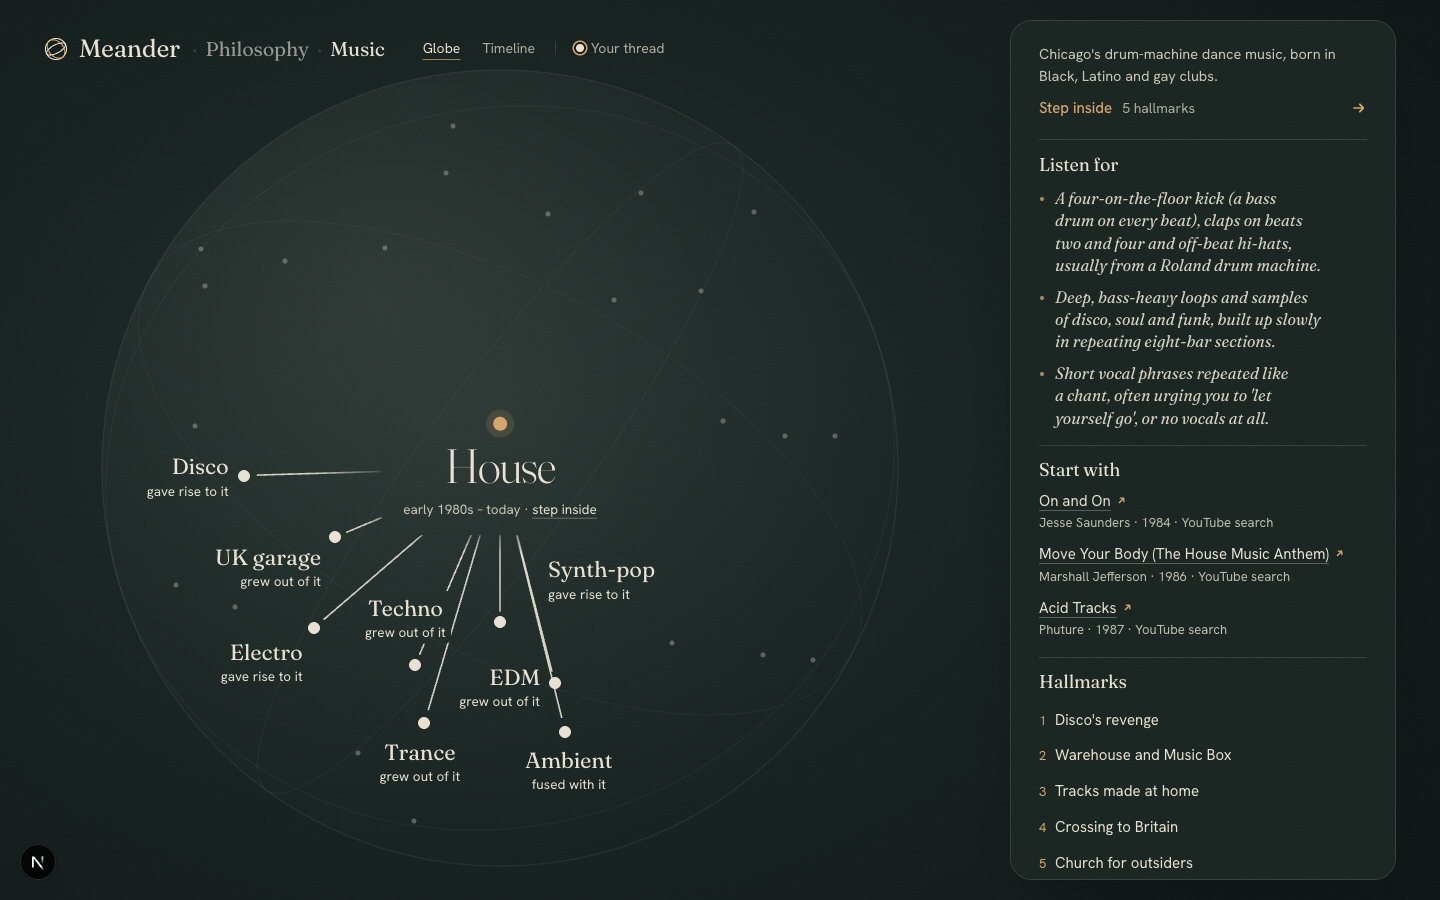 Meander · Philosophy · Music
Globe Timeline Your thread
Disco
gave rise to it
House
early 1980s – today · step inside
UK garage
grew out of it
Synth-pop
gave rise to it
Techno
grew out of it
Electro
gave rise to it
EDM
grew out of it
Trance
grew out of it
Ambient
fused with it
N
Chicago's drum-machine dance music, born in
Black, Latino and gay clubs.
Step inside 5 hallmarks →
Listen for
• A four-on-the-floor kick (a bass
drum on every beat), claps on beats
two and four and off-beat hi-hats,
usually from a Roland drum machine.
• Deep, bass-heavy loops and samples
of disco, soul and funk, built up slowly
in repeating eight-bar sections.
• Short vocal phrases repeated like
a chant, often urging you to 'let
yourself go', or no vocals at all.
Start with
On and On ↗
Jesse Saunders · 1984 · YouTube search
Move Your Body (The House Music Anthem) ↗
Marshall Jefferson · 1986 · YouTube search
Acid Tracks ↗
Phuture · 1987 · YouTube search
Hallmarks
1 Disco's revenge
2 Warehouse and Music Box
3 Tracks made at home
4 Crossing to Britain
5 Church for outsiders